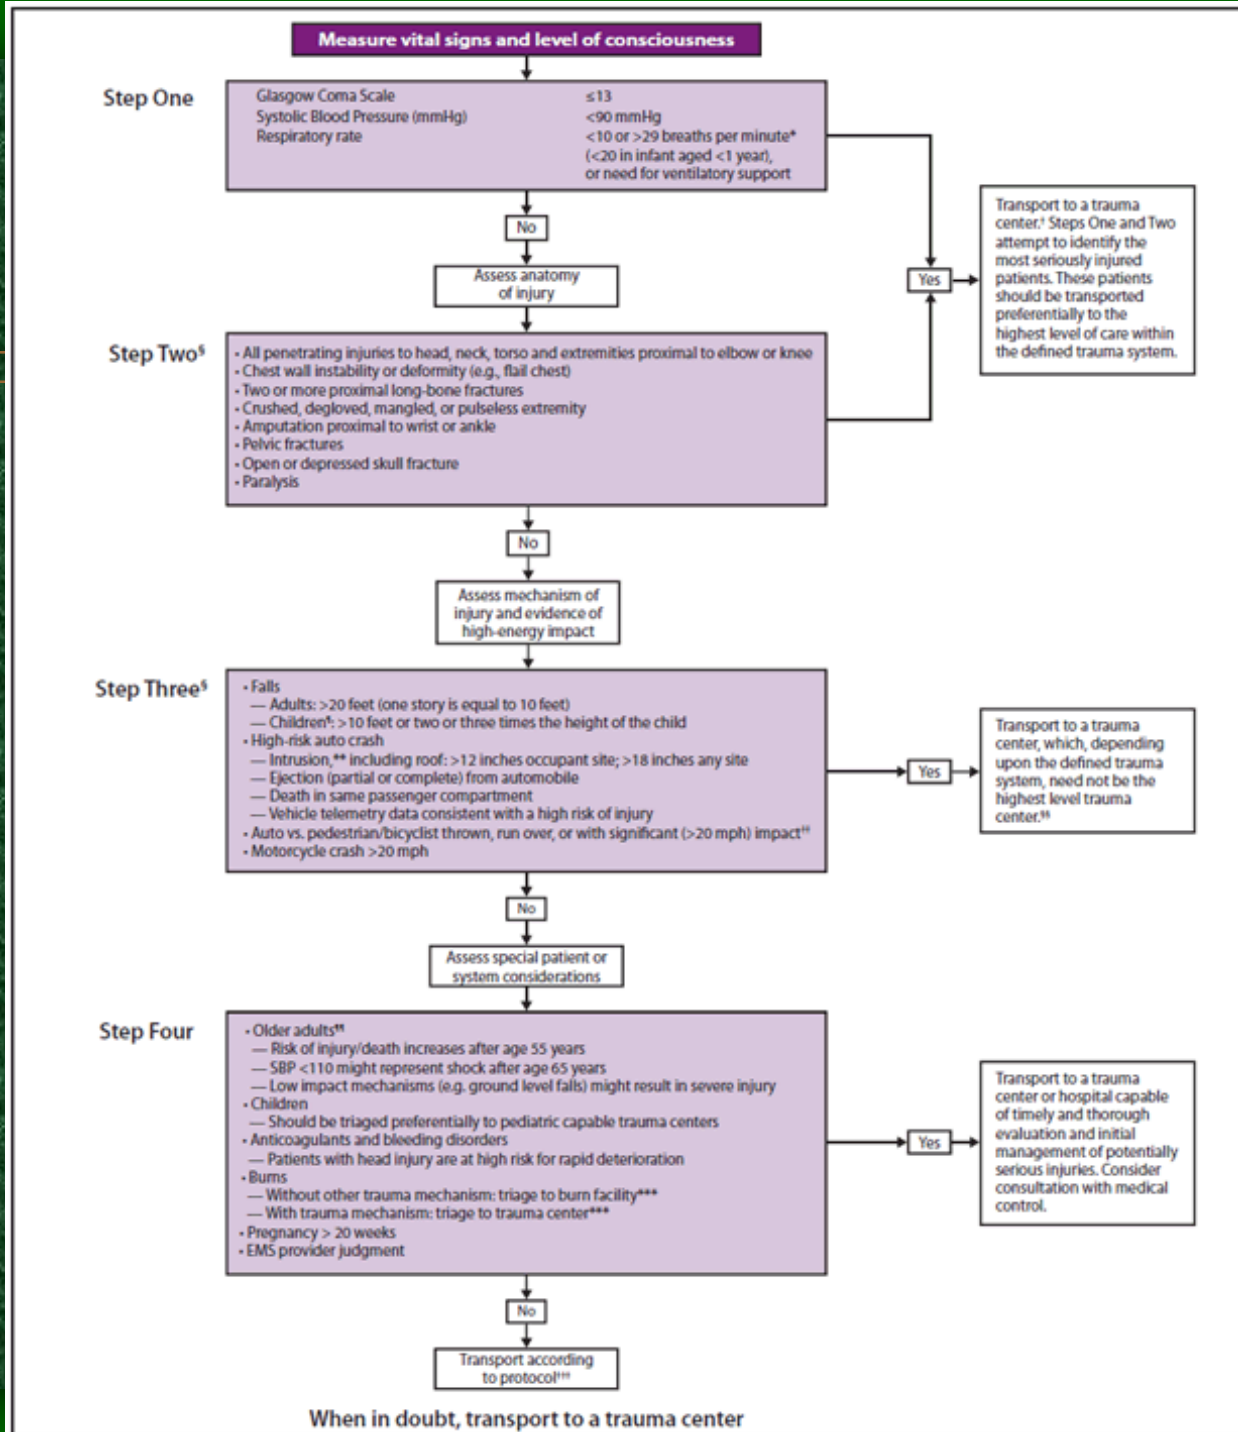 Measure vital signs and level of consciousness
Step One
Glasgow Coma Scale ≤13
Systolic Blood Pressure (mmHg) <90 mmHg
Respiratory rate <10 or >29 breaths per minute*
(<20 in infant aged <1 year),
or need for ventilatory support
No
Yes
Transport to a trauma
center.† Steps One and Two
attempt to identify the
most seriously injured
patients. These patients
should be transported
preferentially to the
highest level of care within
the defined trauma system.
Assess anatomy
of injury
Step Two§
• All penetrating injuries to head, neck, torso and extremities proximal to elbow or knee
• Chest wall instability or deformity (e.g., flail chest)
• Two or more proximal long-bone fractures
• Crushed, degloved, mangled, or pulseless extremity
• Amputation proximal to wrist or ankle
• Pelvic fractures
• Open or depressed skull fracture
• Paralysis
No
Assess mechanism of
injury and evidence of
high-energy impact
Step Three§
• Falls
— Adults: >20 feet (one story is equal to 10 feet)
— Children¶: >10 feet or two or three times the height of the child
• High-risk auto crash
— Intrusion,** including roof: >12 inches occupant site; >18 inches any site
— Ejection (partial or complete) from automobile
— Death in same passenger compartment
— Vehicle telemetry data consistent with a high risk of injury
• Auto vs. pedestrian/bicyclist thrown, run over, or with significant (>20 mph) impact††
• Motorcycle crash >20 mph
Yes
Transport to a trauma
center, which, depending
upon the defined trauma
system, need not be the
highest level trauma
center.§§
No
Assess special patient or
system considerations
Step Four
• Older adults¶¶
— Risk of injury/death increases after age 55 years
— SBP <110 might represent shock after age 65 years
— Low impact mechanisms (e.g. ground level falls) might result in severe injury
• Children
— Should be triaged preferentially to pediatric capable trauma centers
• Anticoagulants and bleeding disorders
— Patients with head injury are at high risk for rapid deterioration
• Burns
— Without other trauma mechanism: triage to burn facility***
— With trauma mechanism: triage to trauma center***
• Pregnancy > 20 weeks
• EMS provider judgment
Yes
Transport to a trauma
center or hospital capable
of timely and thorough
evaluation and initial
management of potentially
serious injuries. Consider
consultation with medical
control.
No
Transport according
to protocol†††
When in doubt, transport to a trauma center